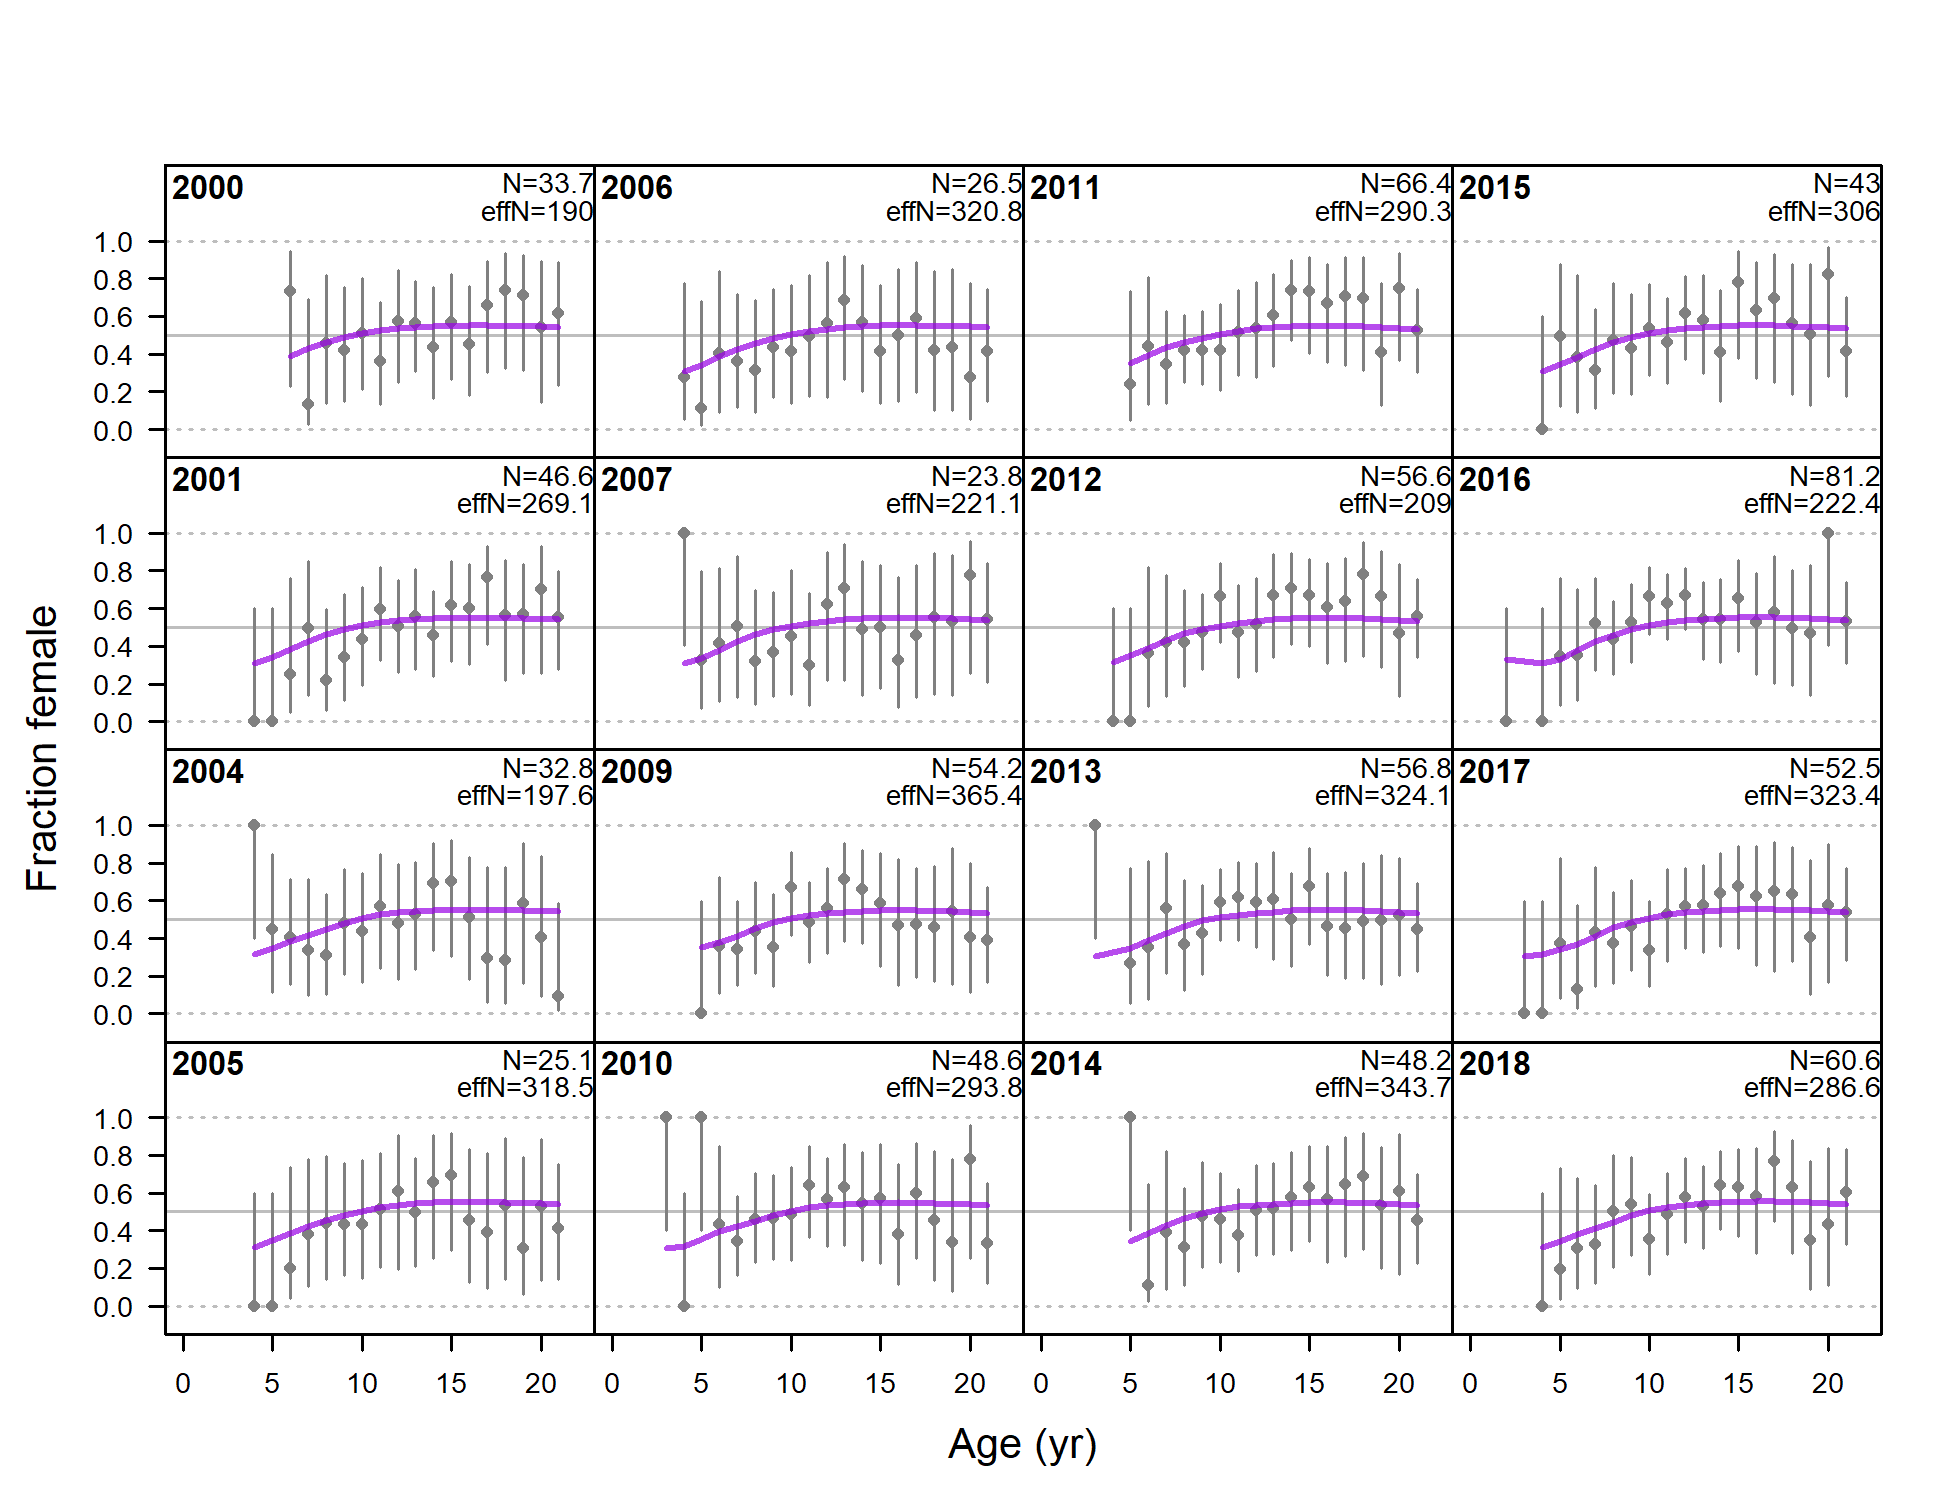 2000
N=33.7
effN=190
2006
N=26.5
effN=320.8
2011
N=66.4
effN=290.3
2015
N=43
effN=306
1.0
0.8
0.6
0.4
0.2
0.0
2001
N=46.6
effN=269.1
2007
N=23.8
effN=221.1
2012
N=56.6
effN=209
2016
N=81.2
effN=222.4
1.0
0.8
0.6
0.4
0.2
0.0
2004
N=32.8
effN=197.6
2009
N=54.2
effN=365.4
2013
N=56.8
effN=324.1
2017
N=52.5
effN=323.4
1.0
0.8
0.6
0.4
0.2
0.0
2005
N=25.1
effN=318.5
2010
N=48.6
effN=293.8
2014
N=48.2
effN=343.7
2018
N=60.6
effN=286.6
1.0
0.8
0.6
0.4
0.2
0.0
0 5 10 15 20 0 5 10 15 20 0 5 10 15 20 0 5 10 15 20
Age (yr)
Fraction female